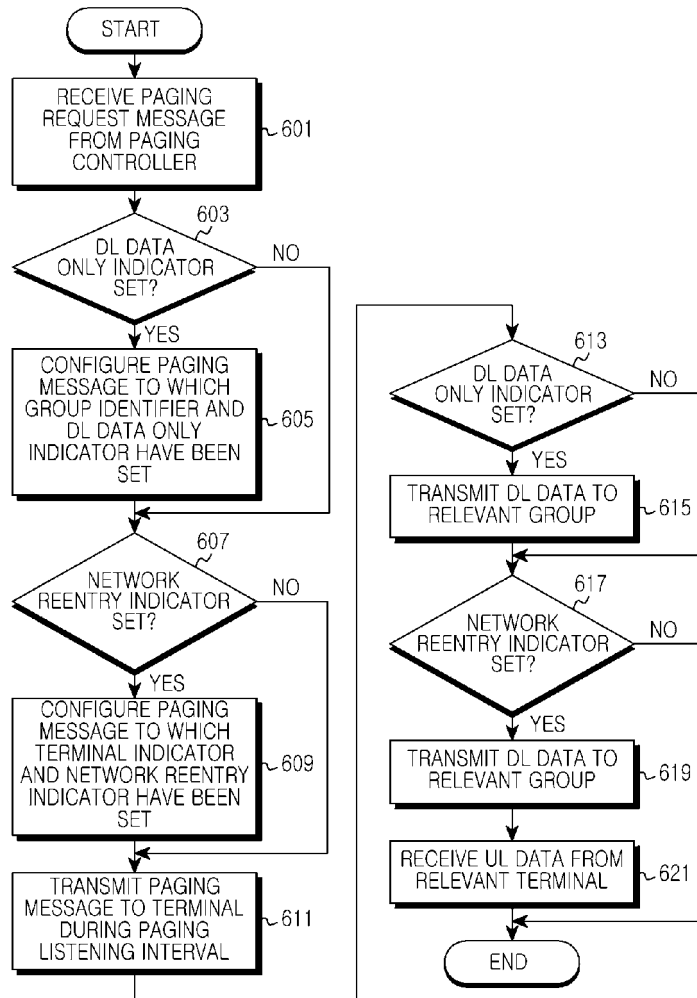 START
RECEIVE PAGING
REQUEST MESSAGE
FROM PAGING
CONTROLLER
601
603
DL DATA
ONLY INDICATOR
SET?
NO
YES
CONFIGURE PAGING
MESSAGE TO WHICH
GROUP IDENTIFIER AND
DL DATA ONLY
INDICATOR HAVE BEEN
SET
605
607
NETWORK
REENTRY INDICATOR
SET?
NO
YES
CONFIGURE PAGING
MESSAGE TO WHICH
TERMINAL INDICATOR
AND NETWORK REENTRY
INDICATOR HAVE BEEN
SET
609
TRANSMIT PAGING
MESSAGE TO TERMINAL
DURING PAGING
LISTENING INTERVAL
611
613
DL DATA
ONLY INDICATOR
SET?
NO
YES
TRANSMIT DL DATA TO
RELEVANT GROUP
615
617
NETWORK
REENTRY INDICATOR
SET?
NO
YES
TRANSMIT DL DATA TO
RELEVANT GROUP
619
RECEIVE UL DATA FROM
RELEVANT TERMINAL
621
END